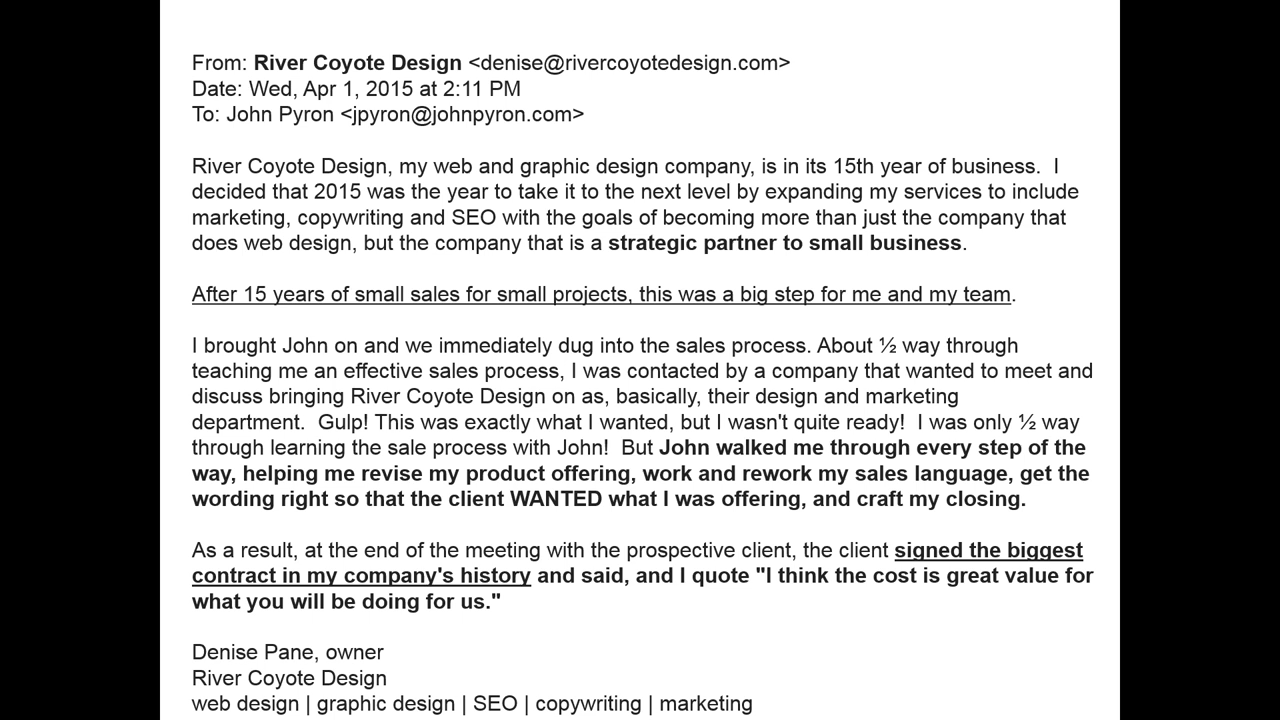 From: River Coyote Design <denise@rivercoyotedesign.com>
Date: Wed, Apr 1, 2015 at 2:11 PM
To: John Pyron <jpyron@johnpyron.com>
River Coyote Design, my web and graphic design company, is in its 15th year of business.  I
decided that 2015 was the year to take it to the next level by expanding my services to include
marketing, copywriting and SEO with the goals of becoming more than just the company that
does web design, but the company that is a strategic partner to small business.
After 15 years of small sales for small projects, this was a big step for me and my team.
I brought John on and we immediately dug into the sales process. About ½ way through
teaching me an effective sales process, I was contacted by a company that wanted to meet and
discuss bringing River Coyote Design on as, basically, their design and marketing
department.  Gulp! This was exactly what I wanted, but I wasn't quite ready!  I was only ½ way
through learning the sale process with John!  But John walked me through every step of the
way, helping me revise my product offering, work and rework my sales language, get the
wording right so that the client WANTED what I was offering, and craft my closing.
As a result, at the end of the meeting with the prospective client, the client signed the biggest
contract in my company's history and said, and I quote "I think the cost is great value for
what you will be doing for us."
Denise Pane, owner
River Coyote Design
web design | graphic design | SEO | copywriting | marketing